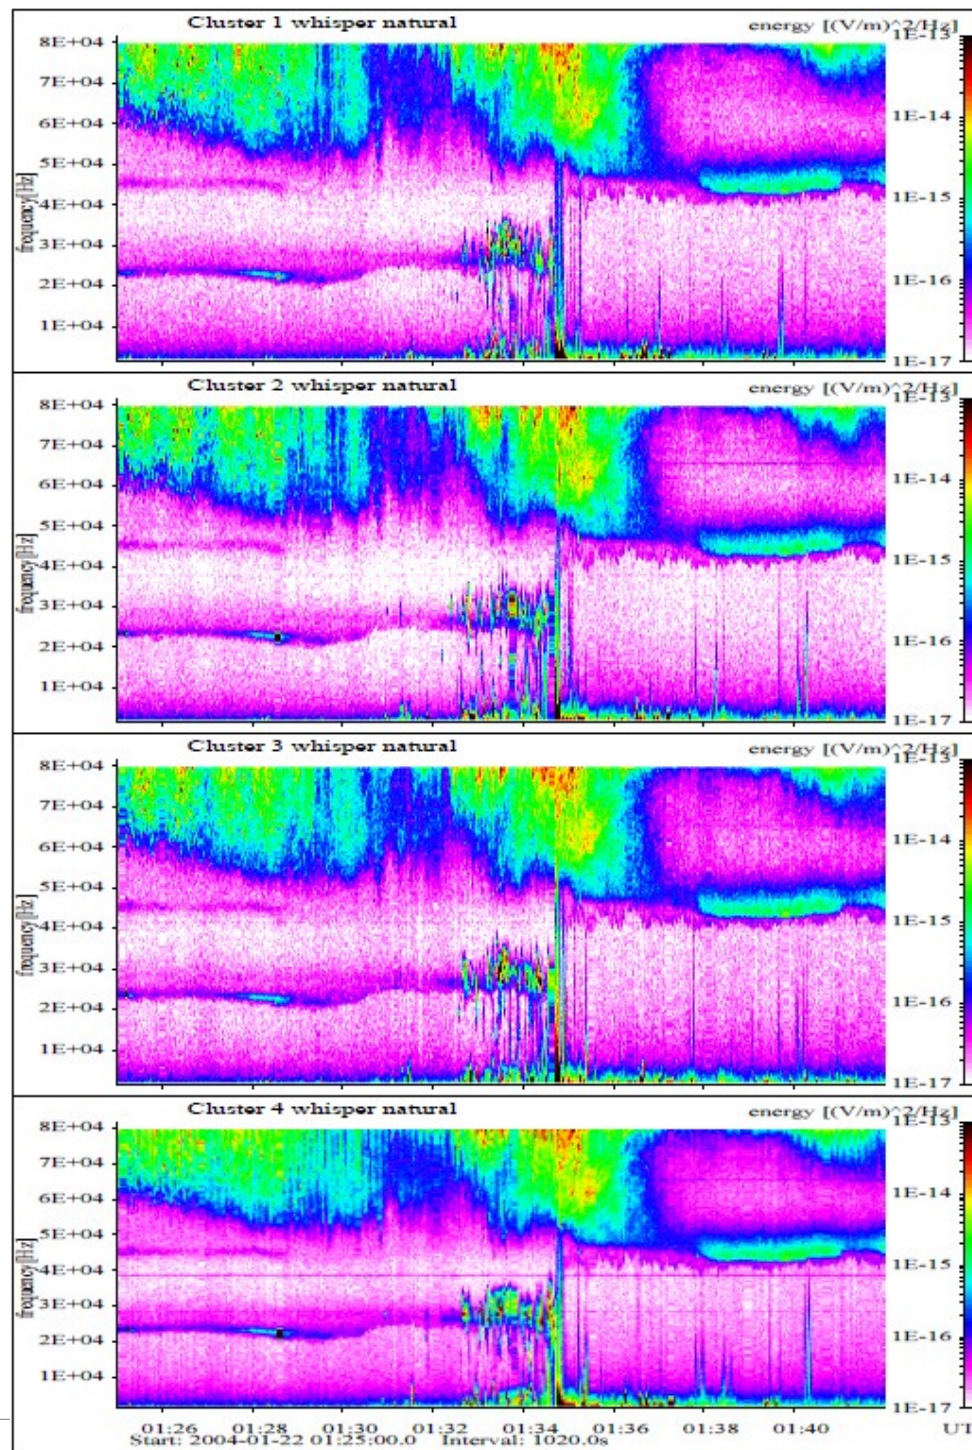 Cluster 1 whisper natural energy [(V/m)^2/Hz]
1E-13
8E+04
7E+04
1E-14
6E+04
5E+04
1E-15
4E+04
frequency[Hz]
3E+04
1E-16
2E+04
1E+04
1E-17
Cluster 2 whisper natural energy [(V/m)^2/Hz]
1E-13
8E+04
7E+04
1E-14
6E+04
5E+04
1E-15
4E+04
frequency[Hz]
3E+04
1E-16
2E+04
1E+04
1E-17
Cluster 3 whisper natural energy [(V/m)^2/Hz]
1E-13
8E+04
7E+04
1E-14
6E+04
5E+04
1E-15
4E+04
frequency[Hz]
3E+04
1E-16
2E+04
1E+04
1E-17
Cluster 4 whisper natural energy [(V/m)^2/Hz]
1E-13
8E+04
7E+04
1E-14
6E+04
5E+04
1E-15
4E+04
frequency[Hz]
3E+04
1E-16
2E+04
1E+04
1E-17
01:26 01:28 01:30 01:32 01:34 01:36 01:38 01:40 UT
Start: 2004-01-22 01:25:00.0 Interval: 1020.0s